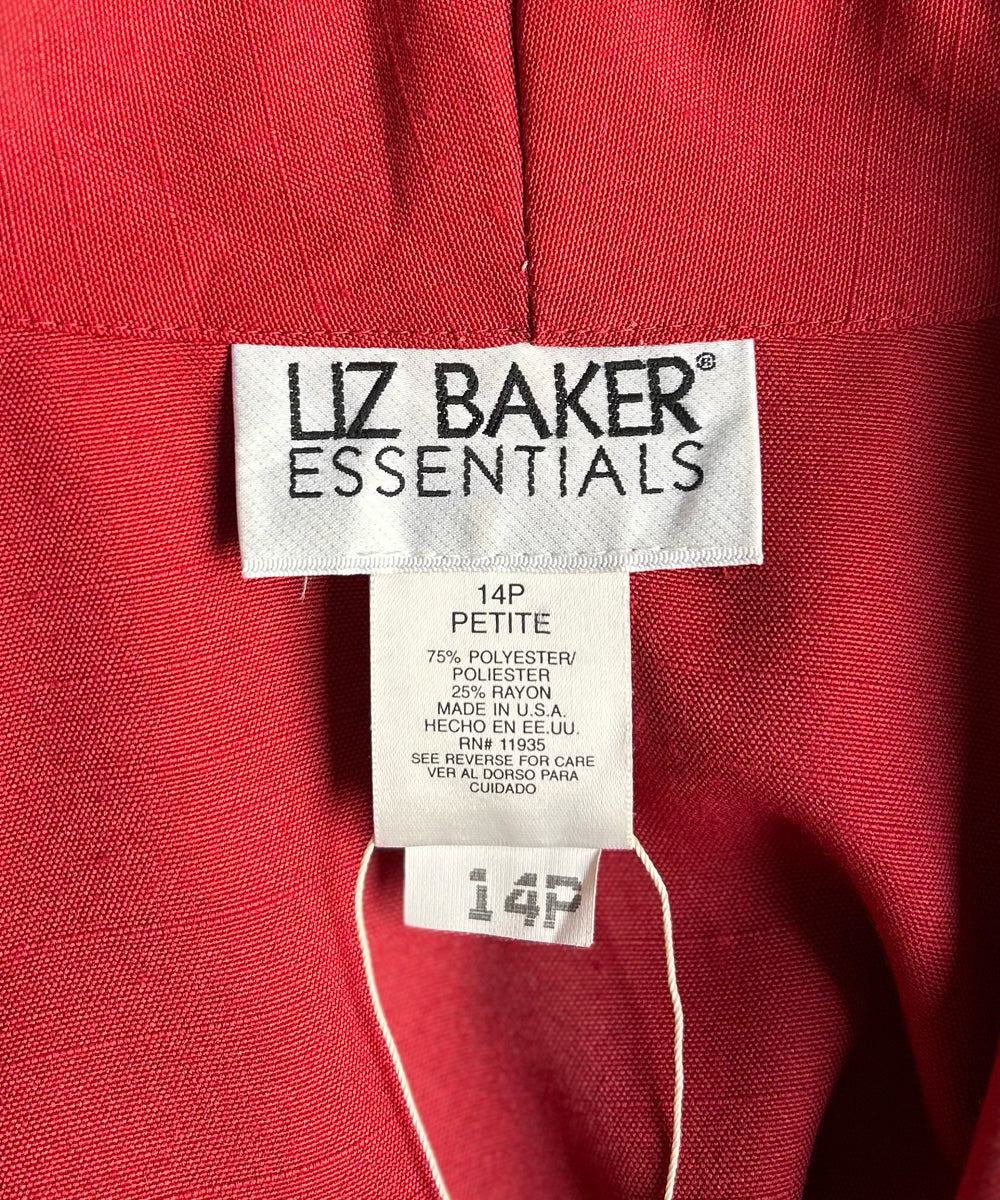 LIZ BAKER®
ESSENTIALS
14P
PETITE
75% POLYESTER/
POLIESTER
25% RAYON
MADE IN U.S.A.
HECHO EN EE.UU.
RN# 11935
SEE REVERSE FOR CARE
VER AL DORSO PARA
CUIDADO
14P